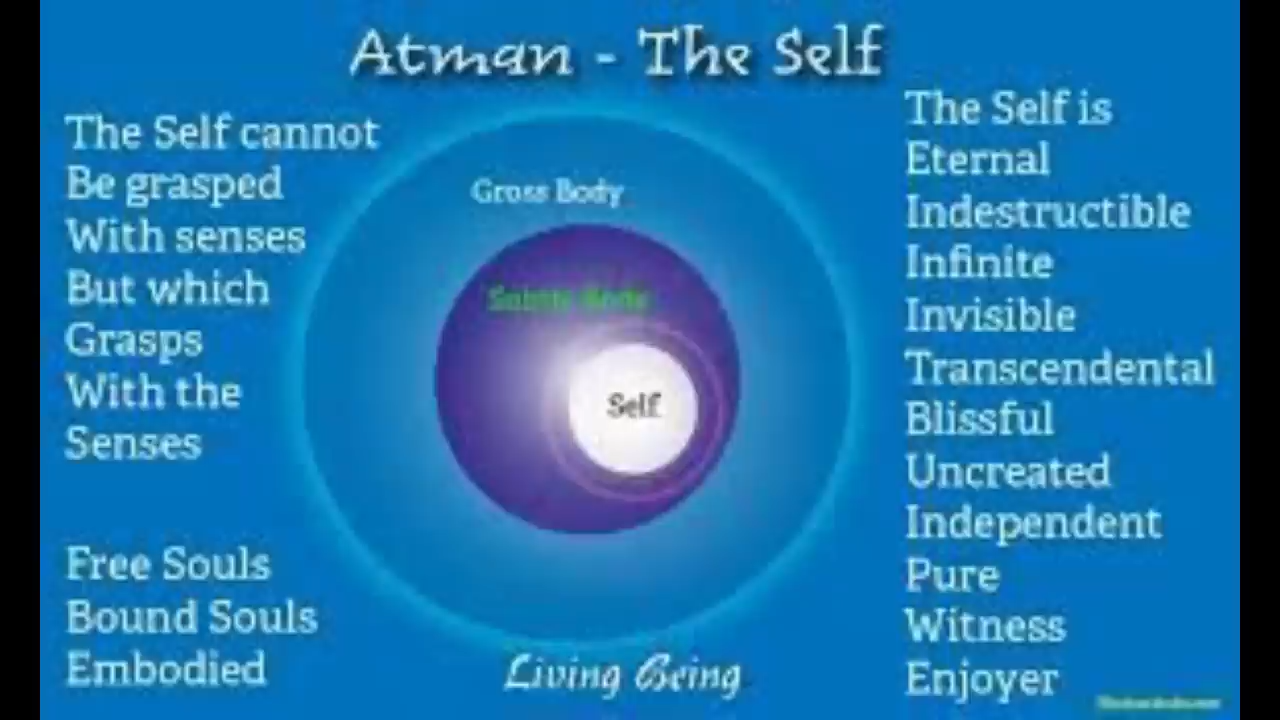 Atman - The Self
The Self cannot
Be grasped
With senses
But which
Grasps
With the
Senses
Free Souls
Bound Souls
Embodied
Gross Body
Subtle Body
Self
Living Being
The Self is
Eternal
Indestructible
Infinite
Invisible
Transcendental
Blissful
Uncreated
Independent
Pure
Witness
Enjoyer